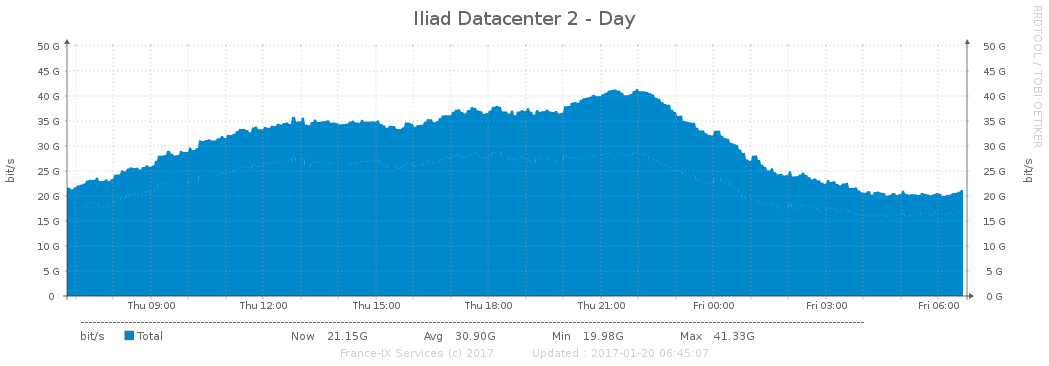 Iliad Datacenter 2 - Day
RRDTOOL / TOBI OETIKER
50 G 50 G
45 G 45 G
40 G 40 G
35 G 35 G
30 G 30 G
25 G 25 G
20 G 20 G
15 G 15 G
10 G 10 G
5 G 5 G
0 0 G
bit/s bit/s
Thu 09:00 Thu 12:00 Thu 15:00 Thu 18:00 Thu 21:00 Fri 00:00 Fri 03:00 Fri 06:00
bit/s Total Now 21.15G Avg 30.90G Min 19.98G Max 41.33G
France-IX Services (c) 2017 Updated : 2017-01-20 06:45:07